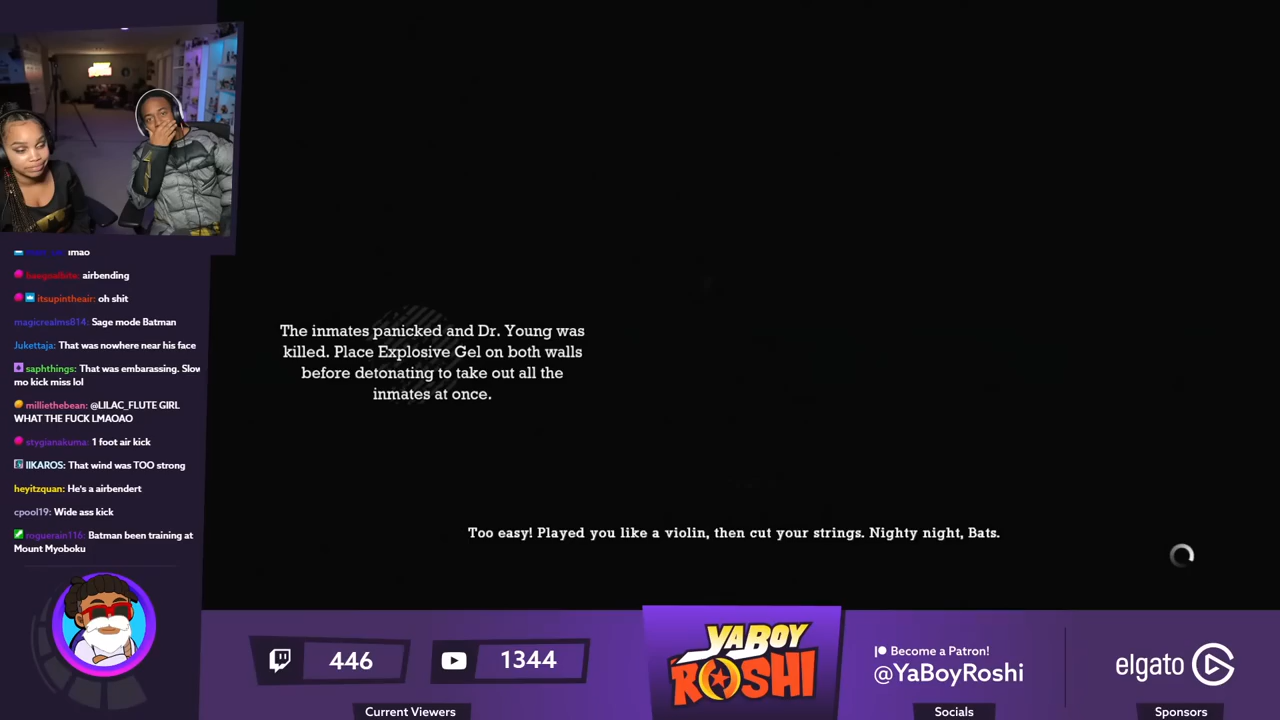 lmao
airbending
itsupintheair: oh shit
magicrealms814: Sage mode Batman
Jukettaja: That was nowhere near his face
saphthings: That was embarassing. Slow
mo kick miss lol
milliethebean: @LILAC_FLUTE GIRL
WHAT THE FUCK LMAOAO
stygianakuma: 1 foot air kick
IIKAROS: That wind was TOO strong
heyitzquan: He's a airbendert
cpool19: Wide ass kick
roguerain116: Batman been training at
Mount Myoboku
The inmates panicked and Dr. Young was
killed. Place Explosive Gel on both walls
before detonating to take out all the
inmates at once.
Too easy! Played you like a violin, then cut your strings. Nighty night, Bats.
446
1344
Current Viewers
YABOY
ROSHI
Become a Patron!
@YaBoyRoshi
Socials
elgato
Sponsors